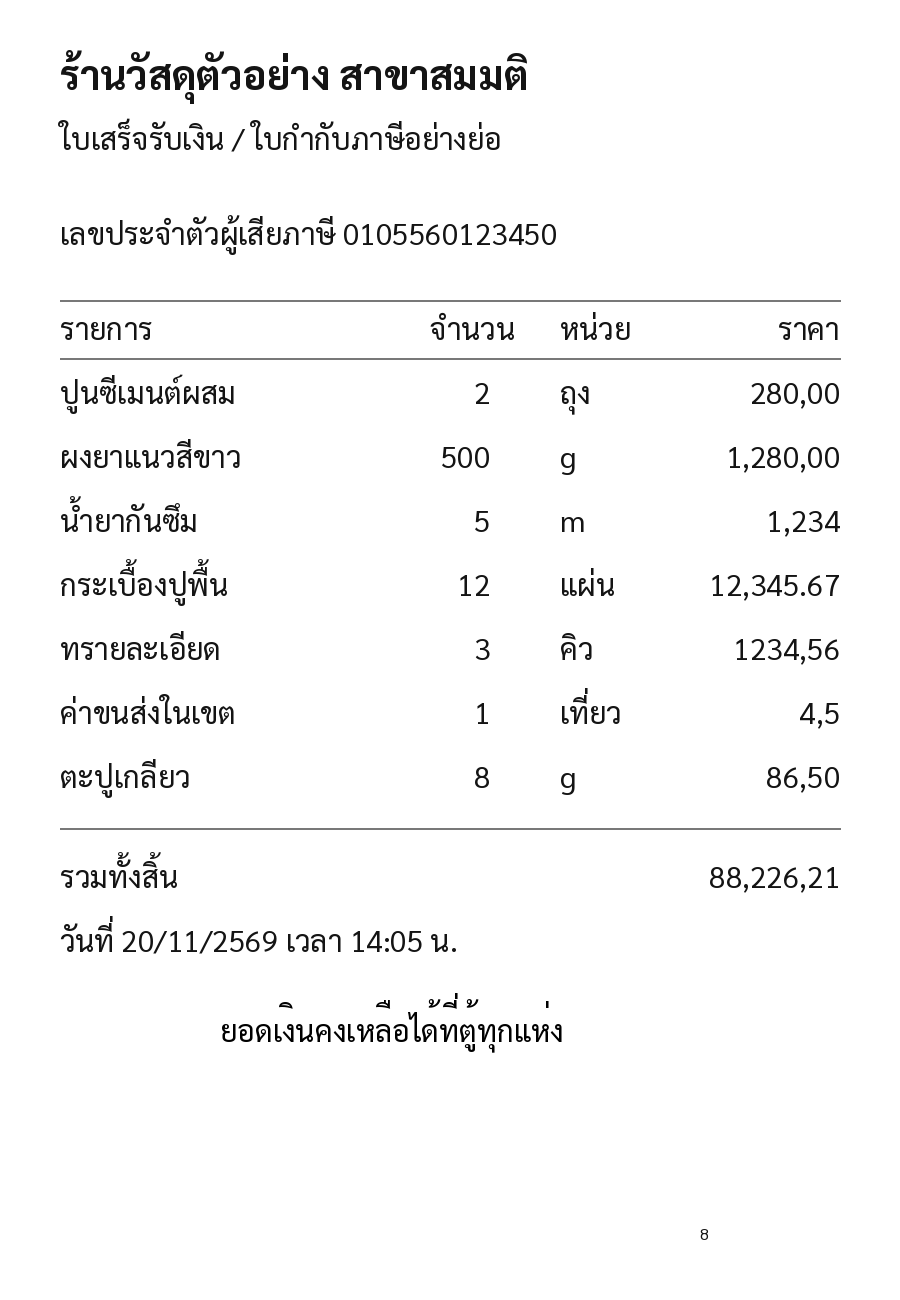 ร้านวัสดุตัวอย่าง สาขาสมมติ
ใบเสร็จรับเงิน / ใบกำกับภาษีอย่างย่อ
เลขประจำตัวผู้เสียภาษี 0105560123450
รายการ จำนวน หน่วย ราคา
ปูนซีเมนต์ผสม 2 ถุง 280,00
ผงยาแนวสีขาว 500 g 1,280,00
น้ำยากันซึม 5 m 1,234
กระเบื้องปูพื้น 12 แผ่น 12,345.67
ทรายละเอียด 3 คิว 1234,56
ค่าขนส่งในเขต 1 เที่ยว 4,5
ตะปูเกลียว 8 g 86,50
รวมทั้งสิ้น 88,226,21
วันที่ 20/11/2569 เวลา 14:05 น.
ยอดเงินคงเหลือได้ที่ตู้ทุกแห่ง
8